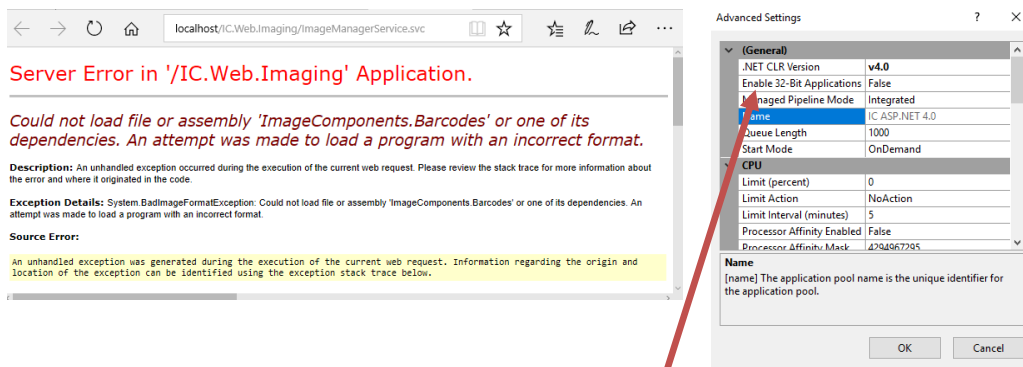 localhost/IC.Web.Imaging/ImageManagerService.svc
Server Error in '/IC.Web.Imaging' Application.
Could not load file or assembly 'ImageComponents.Barcodes' or one of its
dependencies. An attempt was made to load a program with an incorrect format.
Description: An unhandled exception occurred during the execution of the current web request. Please review the stack trace for more information about
the error and where it originated in the code.
Exception Details: System.BadImageFormatException: Could not load file or assembly 'ImageComponents.Barcodes' or one of its dependencies. An
attempt was made to load a program with an incorrect format.
Source Error:
An unhandled exception was generated during the execution of the current web request. Information regarding the origin and
location of the exception can be identified using the exception stack trace below.
Advanced Settings ? X
(General)
.NET CLR Version v4.0
Enable 32-Bit Applications False
Managed Pipeline Mode Integrated
Name IC ASP.NET 4.0
Queue Length 1000
Start Mode OnDemand
CPU
Limit (percent) 0
Limit Action NoAction
Limit Interval (minutes) 5
Processor Affinity Enabled False
Processor Affinity Mask 4294967295
Name
[name] The application pool name is the unique identifier for
the application pool.
OK Cancel